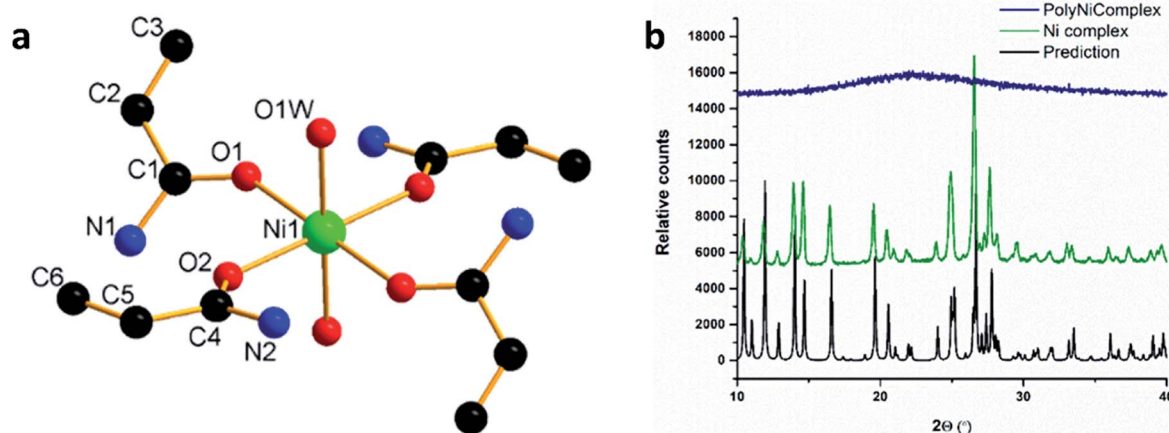 a
C3
C2
C1
O1
O1W
N1
Ni1
O2
C6
C5
C4
N2
b
PolyNiComplex
Ni complex
Prediction
Relative counts
18000
16000
14000
12000
10000
8000
6000
4000
2000
0
10
20
30
40
2Θ (°)